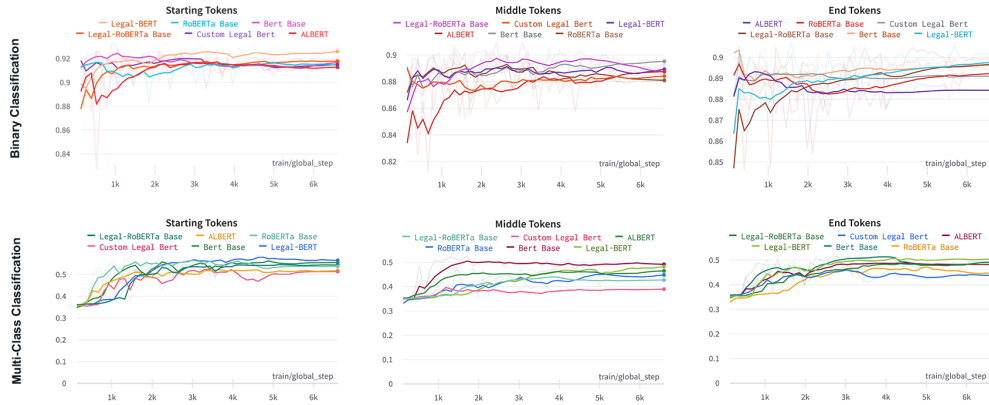 Binary Classification
Starting Tokens
Legal-BERT RoBERTa Base Bert Base
Legal-RoBERTa Base Custom Legal Bert ALBERT
0.92
0.9
0.88
0.86
0.84
train/global_step
1k 2k 3k 4k 5k 6k
Middle Tokens
Legal-RoBERTa Base Custom Legal Bert Legal-BERT
ALBERT Bert Base RoBERTa Base
0.9
0.88
0.86
0.84
0.82
train/global_step
1k 2k 3k 4k 5k 6k
End Tokens
ALBERT RoBERTa Base Custom Legal Bert
Legal-RoBERTa Base Bert Base Legal-BERT
0.9
0.89
0.88
0.87
0.86
0.85
train/global_step
1k 2k 3k 4k 5k 6k
Multi-Class Classification
Starting Tokens
Legal-RoBERTa Base ALBERT RoBERTa Base
Custom Legal Bert Bert Base Legal-BERT
0.5
0.4
0.3
0.2
0.1
0
train/global_step
1k 2k 3k 4k 5k 6k
Middle Tokens
Legal-RoBERTa Base Custom Legal Bert ALBERT
RoBERTa Base Bert Base Legal-BERT
0.5
0.4
0.3
0.2
0.1
0
train/global_step
1k 2k 3k 4k 5k 6k
End Tokens
Legal-RoBERTa Base Custom Legal Bert ALBERT
Legal-BERT Bert Base RoBERTa Base
0.5
0.4
0.3
0.2
0.1
0
train/global_step
1k 2k 3k 4k 5k 6k